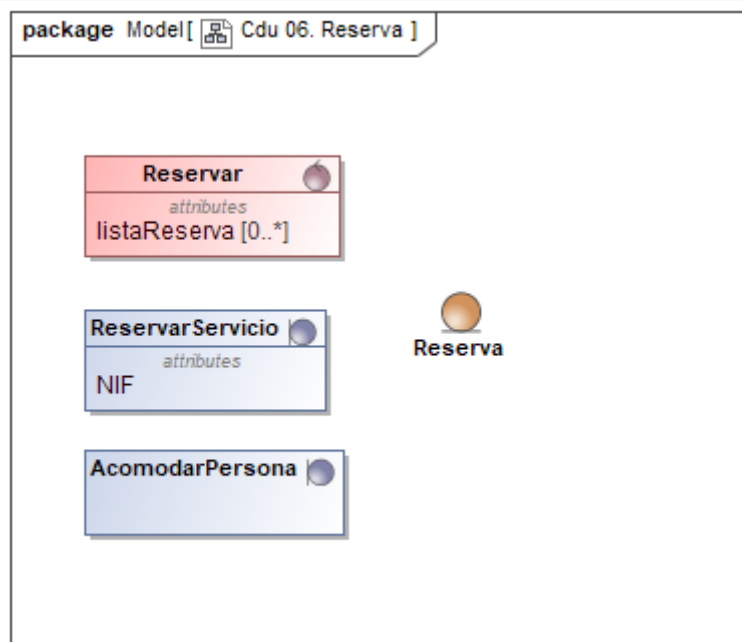 package Model[ Cdu 06. Reserva ]
Reservar
attributes
listaReserva [0..*]
ReservarServicio
attributes
NIF
Reserva
AcomodarPersona